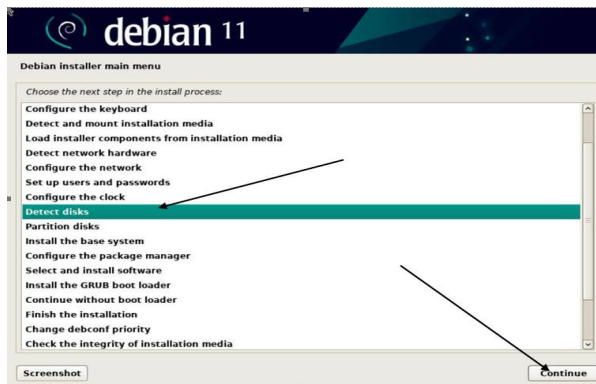 debian 11
Debian installer main menu
Choose the next step in the install process:
Configure the keyboard
Detect and mount installation media
Load installer components from installation media
Detect network hardware
Configure the network
Set up users and passwords
Configure the clock
Detect disks
Partition disks
Install the base system
Configure the package manager
Select and install software
Install the GRUB boot loader
Continue without boot loader
Finish the installation
Change debconf priority
Check the integrity of installation media
Screenshot
Continue